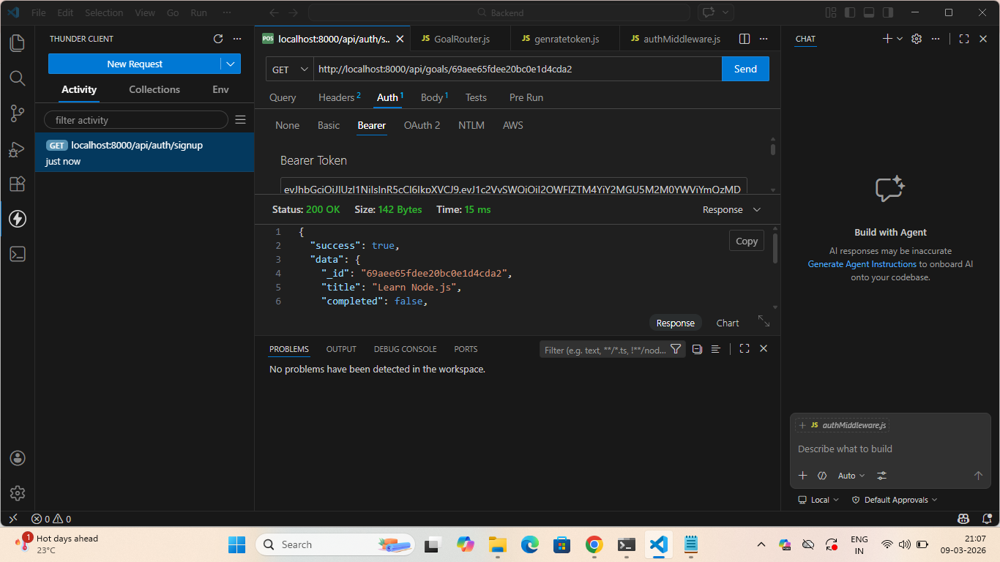 File Edit Selection View Go Run ··· Backend
THUNDER CLIENT ···
New Request
Activity Collections Env
filter activity
GET localhost:8000/api/auth/signup
just now
POS localhost:8000/api/auth/s.. JS GoalRouter.js JS genratetoken.js JS authMiddleware.js ···
GET http://localhost:8000/api/goals/69aee65fdee20bc0e1d4cda2 Send
Query Headers 2 Auth 1 Body 1 Tests Pre Run
None Basic Bearer OAuth 2 NTLM AWS
Bearer Token
Status: 200 OK Size: 142 Bytes Time: 15 ms Response
1 {
2 "success": true,
3 "data": {
4 "_id": "69aee65fdee20bc0e1d4cda2",
5 "title": "Learn Node.js",
6 "completed": false,
Copy
Response Chart
PROBLEMS OUTPUT DEBUG CONSOLE PORTS Filter (e.g. text, **/*.ts, !**/nod...
No problems have been detected in the workspace.
CHAT ···
Build with Agent
AI responses may be inaccurate
Generate Agent Instructions to onboard AI
onto your codebase.
+ JS authMiddleware.js
Describe what to build
Auto
Local Default Approvals
0 0
1 Hot days ahead
23°C
Search
ENG
IN
21:07
09-03-2026